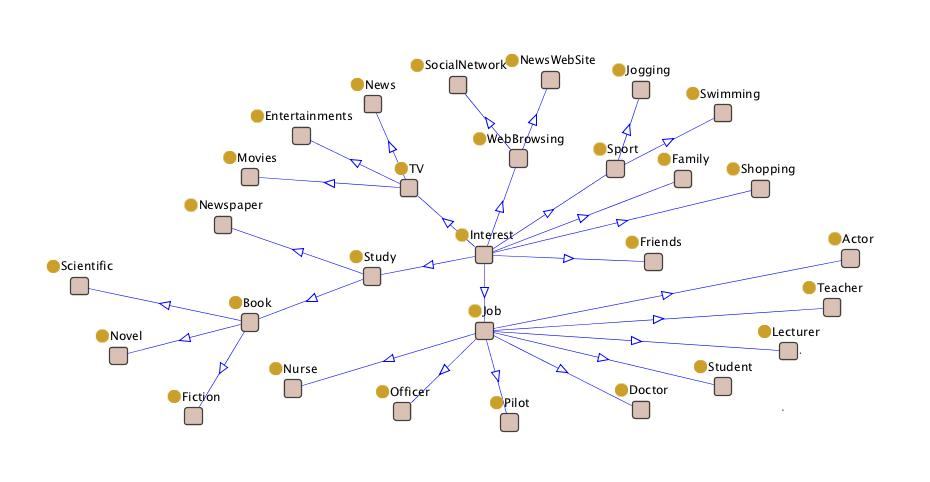 NewsWebSite
SocialNetwork
Jogging
News
Swimming
Entertainments
WebBrowsing
Sport
Movies
Family
TV
Shopping
Newspaper
Interest
Actor
Friends
Study
Scientific
Teacher
Book
Job
Lecturer
Novel
Nurse
Student
Officer
Doctor
Fiction
Pilot